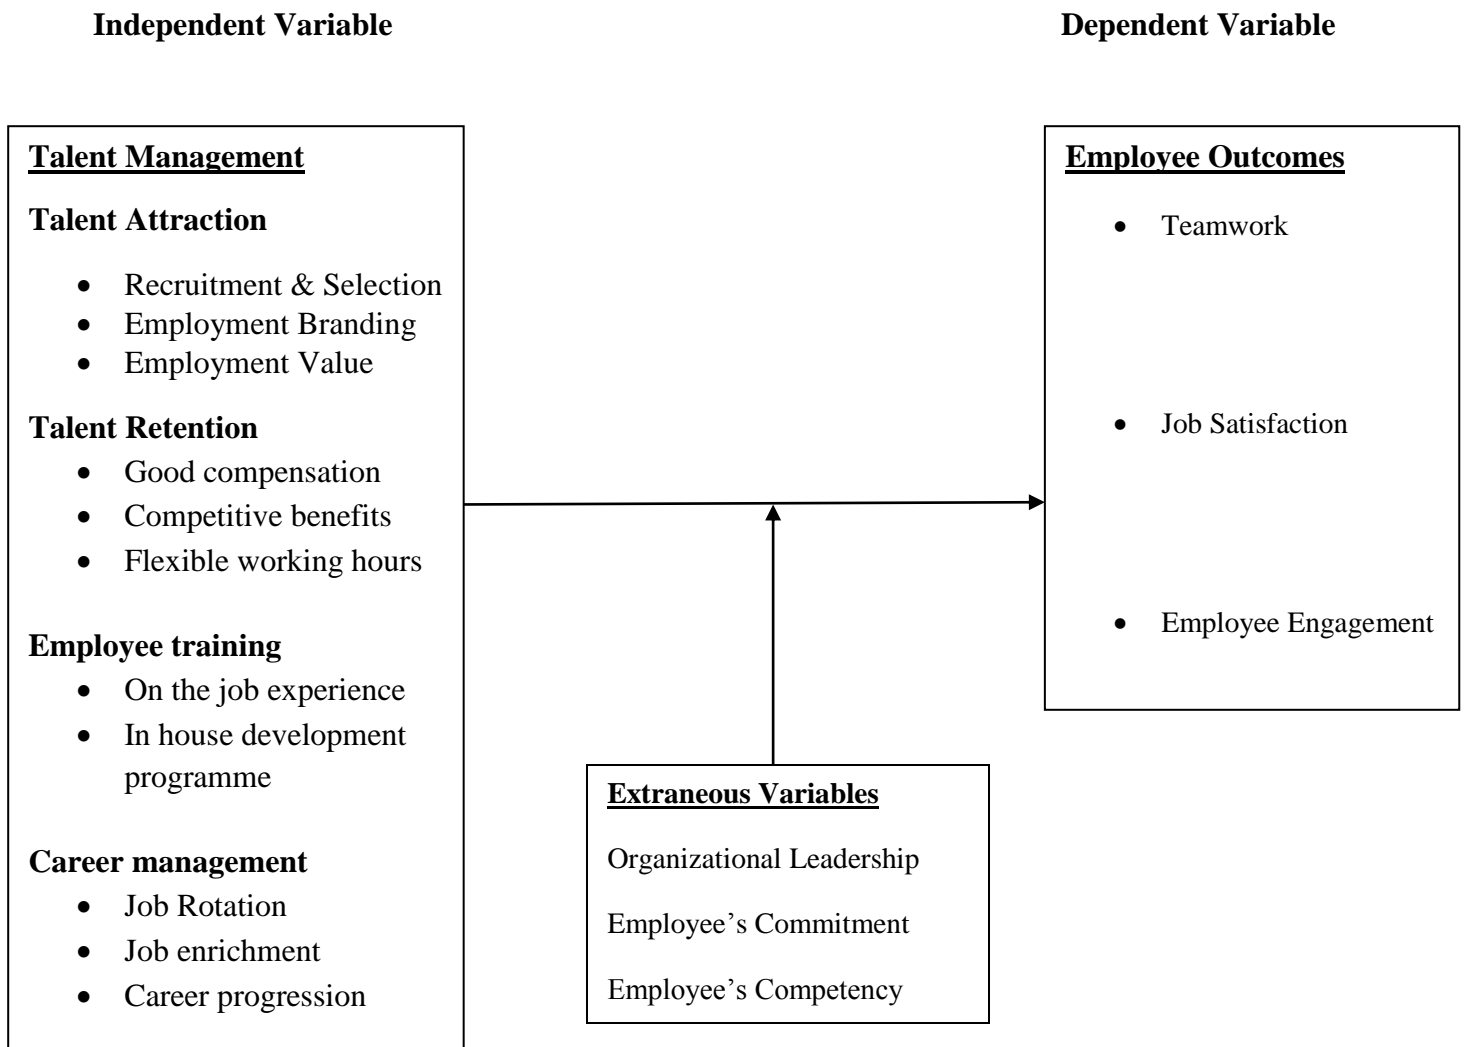 Independent Variable
Dependent Variable
Talent Management
Talent Attraction
• Recruitment & Selection
• Employment Branding
• Employment Value
Talent Retention
• Good compensation
• Competitive benefits
• Flexible working hours
Employee training
• On the job experience
• In house development
programme
Career management
• Job Rotation
• Job enrichment
• Career progression
Extraneous Variables
Organizational Leadership
Employee’s Commitment
Employee’s Competency
Employee Outcomes
• Teamwork
• Job Satisfaction
• Employee Engagement